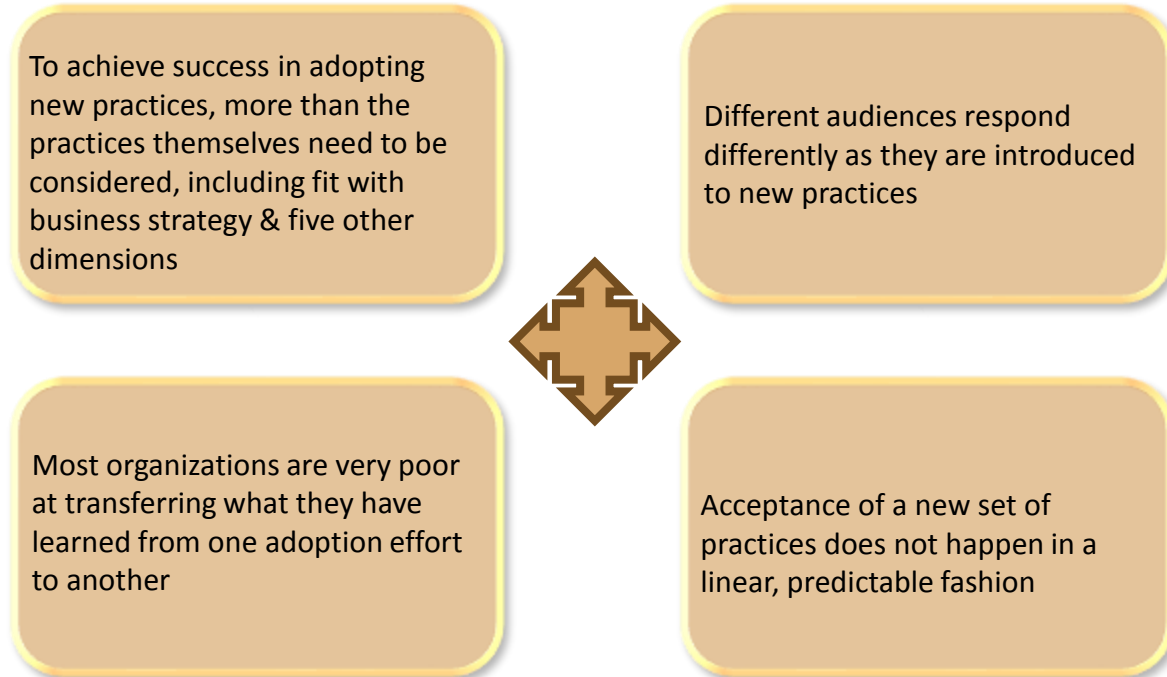 To achieve success in adopting
new practices, more than the
practices themselves need to be
considered, including fit with
business strategy & five other
dimensions
Different audiences respond
differently as they are introduced
to new practices
Most organizations are very poor
at transferring what they have
learned from one adoption effort
to another
Acceptance of a new set of
practices does not happen in a
linear, predictable fashion